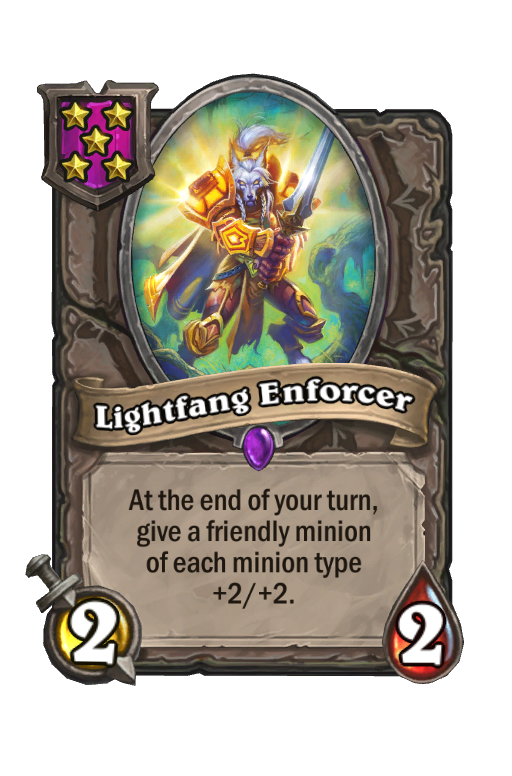 Lightfang Enforcer
At the end of your turn,
give a friendly minion
of each minion type
+2/+2.
2
2